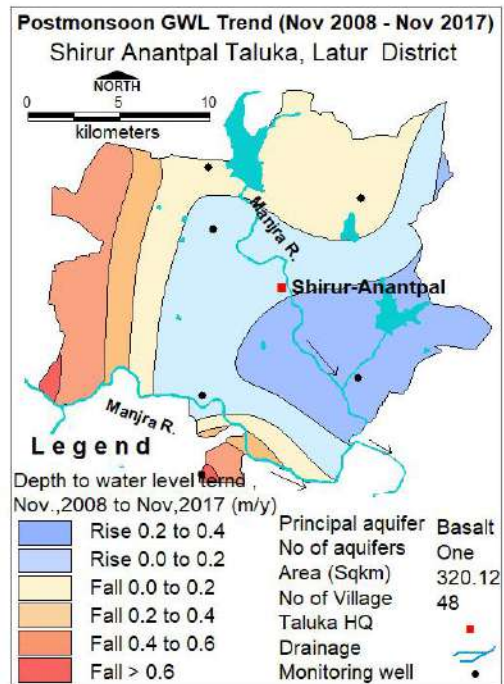 Postmonsoon GWL Trend (Nov 2008 - Nov 2017)
Shirur Anantpal Taluka, Latur District
NORTH
0 5 10
kilometers
Manjra R.
Shirur-Anantpal
Manjra R.
Legend
Depth to water level ternd ,
Nov.,2008 to Nov,2017 (m/y)
Rise 0.2 to 0.4
Rise 0.0 to 0.2
Fall 0.0 to 0.2
Fall 0.2 to 0.4
Fall 0.4 to 0.6
Fall > 0.6
Principal aquifer Basalt
No of aquifers One
Area (Sqkm) 320.12
No of Village 48
Taluka HQ
Drainage
Monitoring well